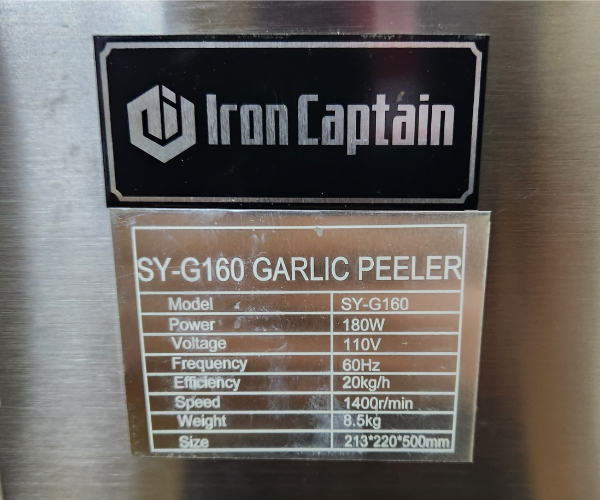 Iron Captain
SY-G160 GARLIC PEELER
Model SY-G160
Power 180W
Voltage 110V
Frequency 60Hz
Efficiency 20kg/h
Speed 1400r/min
Weight 8.5kg
Size 213*220*500mm